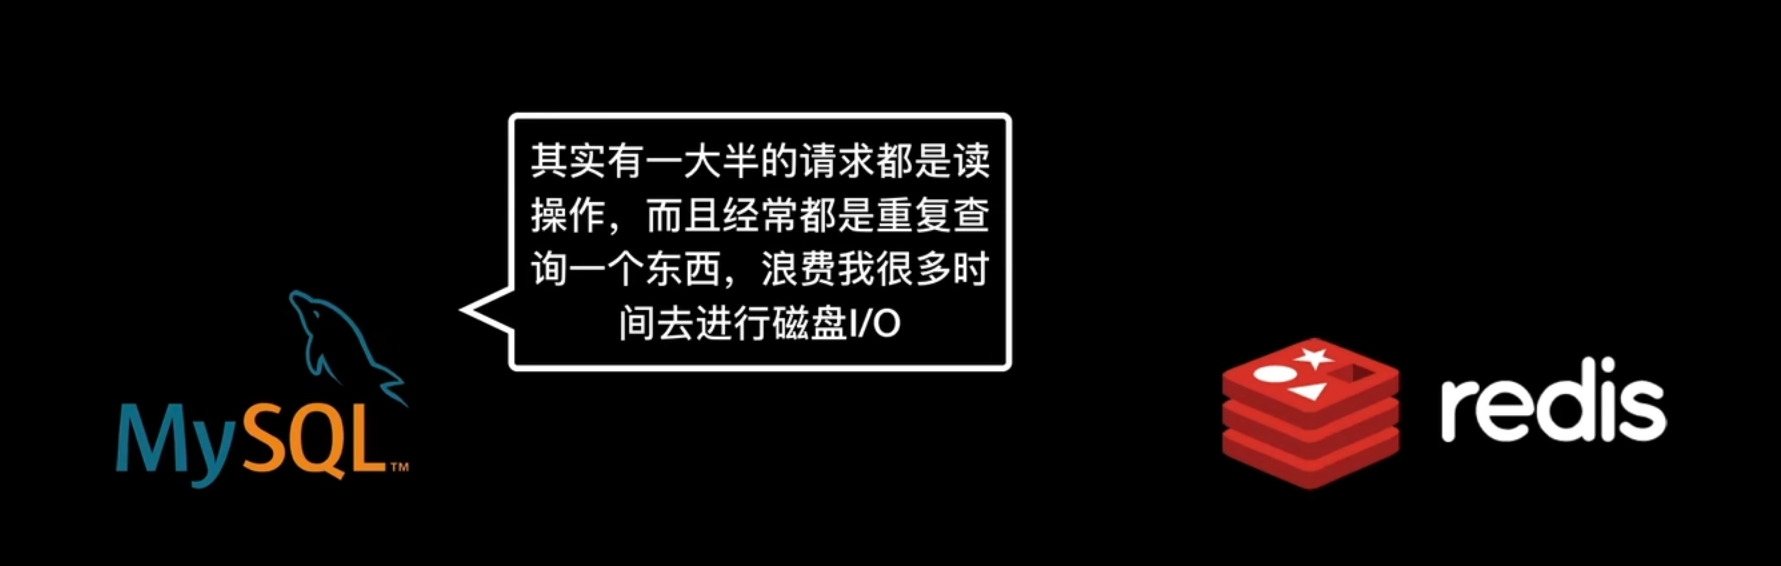 其实有一大半的请求都是读
操作，而且经常都是重复查
询一个东西，浪费我很多时
间去进行磁盘I/O
MySQL™
redis